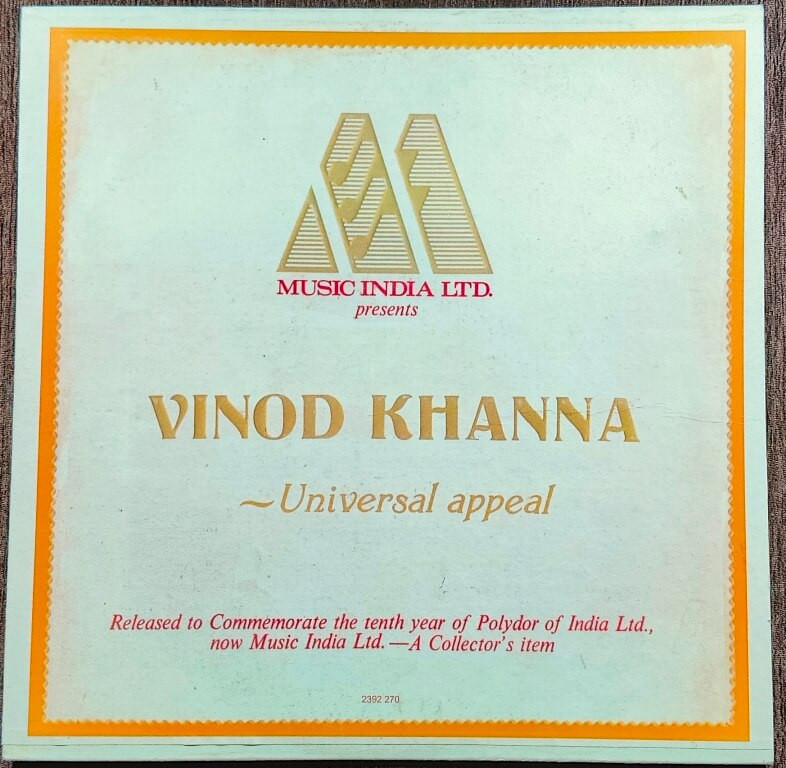 MUSIC INDIA LTD.
presents
VINOD KHANNA
~Universal appeal
Released to Commemorate the tenth year of Polydor of India Ltd.,
now Music India Ltd.—A Collector's item
2392 270